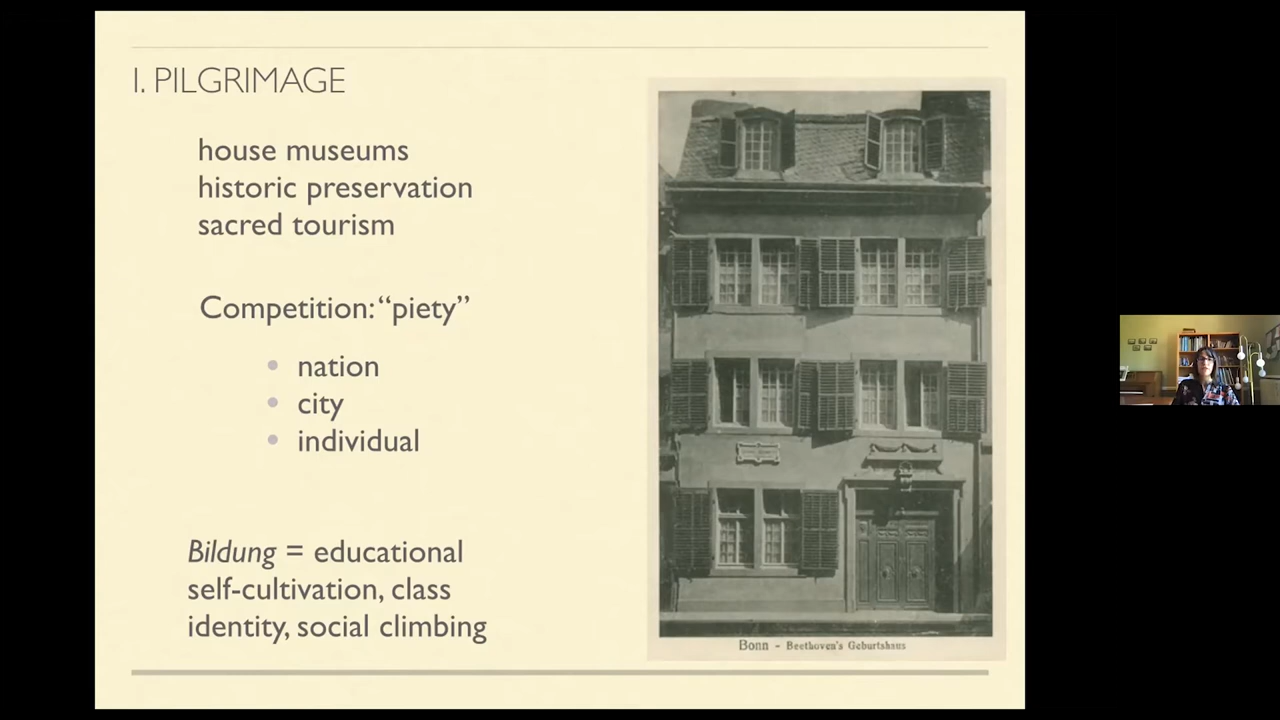 I. PILGRIMAGE
house museums
historic preservation
sacred tourism
Competition: “piety”
• nation
• city
• individual
Bildung = educational
self-cultivation, class
identity, social climbing
Bonn - Beethoven's Geburtshaus